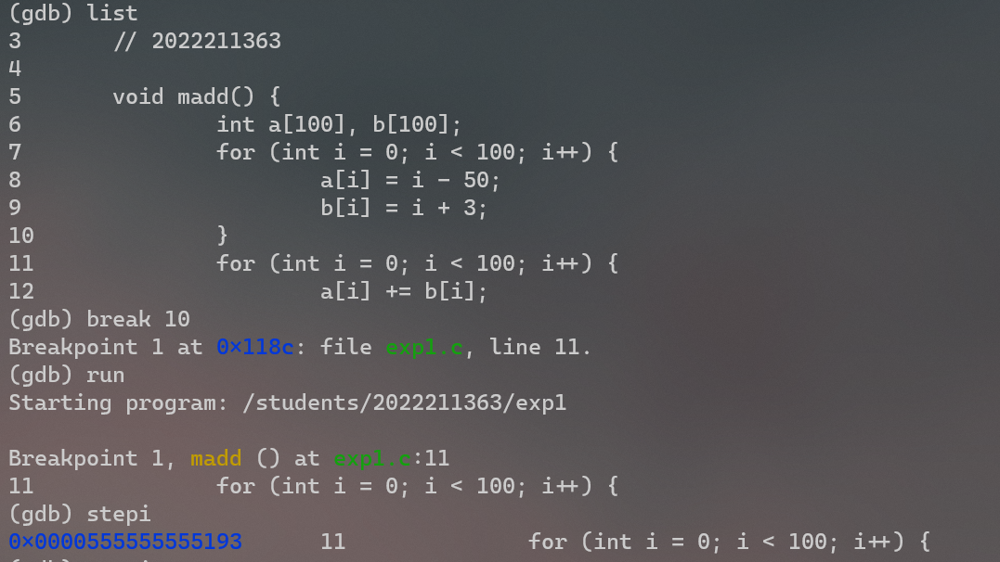 (gdb) list
3       // 2022211363
4
5       void madd() {
6               int a[100], b[100];
7               for (int i = 0; i < 100; i++) {
8                       a[i] = i - 50;
9                       b[i] = i + 3;
10              }
11              for (int i = 0; i < 100; i++) {
12                      a[i] += b[i];
(gdb) break 10
Breakpoint 1 at 0x118c: file exp1.c, line 11.
(gdb) run
Starting program: /students/2022211363/exp1
Breakpoint 1, madd () at exp1.c:11
11              for (int i = 0; i < 100; i++) {
(gdb) stepi
0x0000555555555193      11              for (int i = 0; i < 100; i++) {